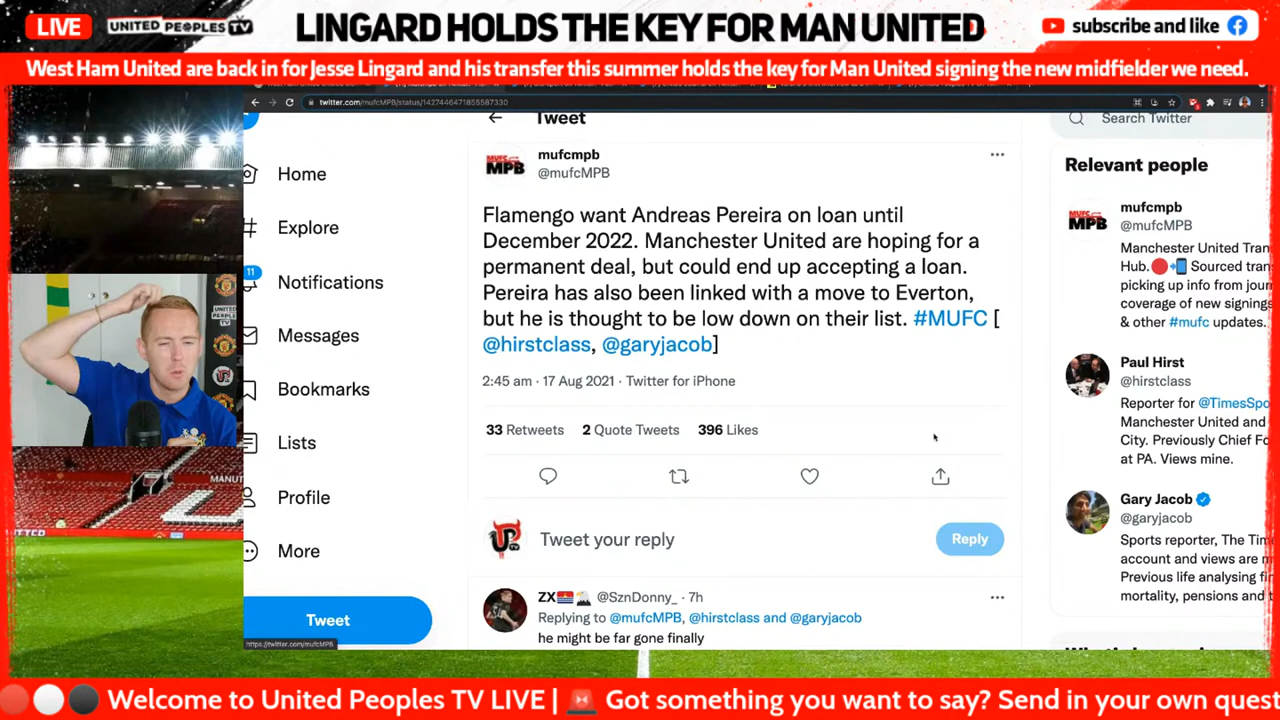 LIVE
UNITED PEOPLES TV
LINGARD HOLDS THE KEY FOR MAN UNITED
subscribe and like
West Ham United are back in for Jesse Lingard and his transfer this summer holds the key for Man United signing the new midfielder we need.
twitter.com/mufcMPB/status/1427446471855587330
Tweet
Search Twitter
Home
Explore
11
Notifications
Messages
Bookmarks
Lists
Profile
More
Tweet
https://twitter.com/mufcMPB
MUFC
MPB
mufcmpb
@mufcMPB
Flamengo want Andreas Pereira on loan until
December 2022. Manchester United are hoping for a
permanent deal, but could end up accepting a loan.
Pereira has also been linked with a move to Everton,
but he is thought to be low down on their list. #MUFC [
@hirstclass, @garyjacob]
2:45 am · 17 Aug 2021 · Twitter for iPhone
33 Retweets 2 Quote Tweets 396 Likes
Tweet your reply
Reply
ZX @SznDonny_ · 7h
Replying to @mufcMPB, @hirstclass and @garyjacob
he might be far gone finally
Relevant people
MUFC
MPB
mufcmpb
@mufcMPB
Manchester United Tran
Hub. Sourced tran
picking up info from jour
coverage of new signings
& other #mufc updates.
Paul Hirst
@hirstclass
Reporter for @TimesSpo
Manchester United and
City. Previously Chief Fo
at PA. Views mine.
Gary Jacob
@garyjacob
Sports reporter, The Tim
account and views are m
Previous life analysing fi
mortality, pensions and t
Welcome to United Peoples TV LIVE | Got something you want to say? Send in your own quest